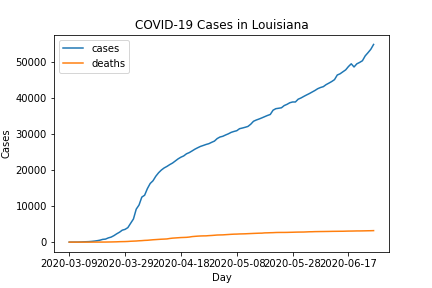 COVID-19 Cases in Louisiana
cases
deaths
50000
40000
30000
20000
10000
0
Cases
2020-03-09 2020-03-29 2020-04-18 2020-05-08 2020-05-28 2020-06-17
Day